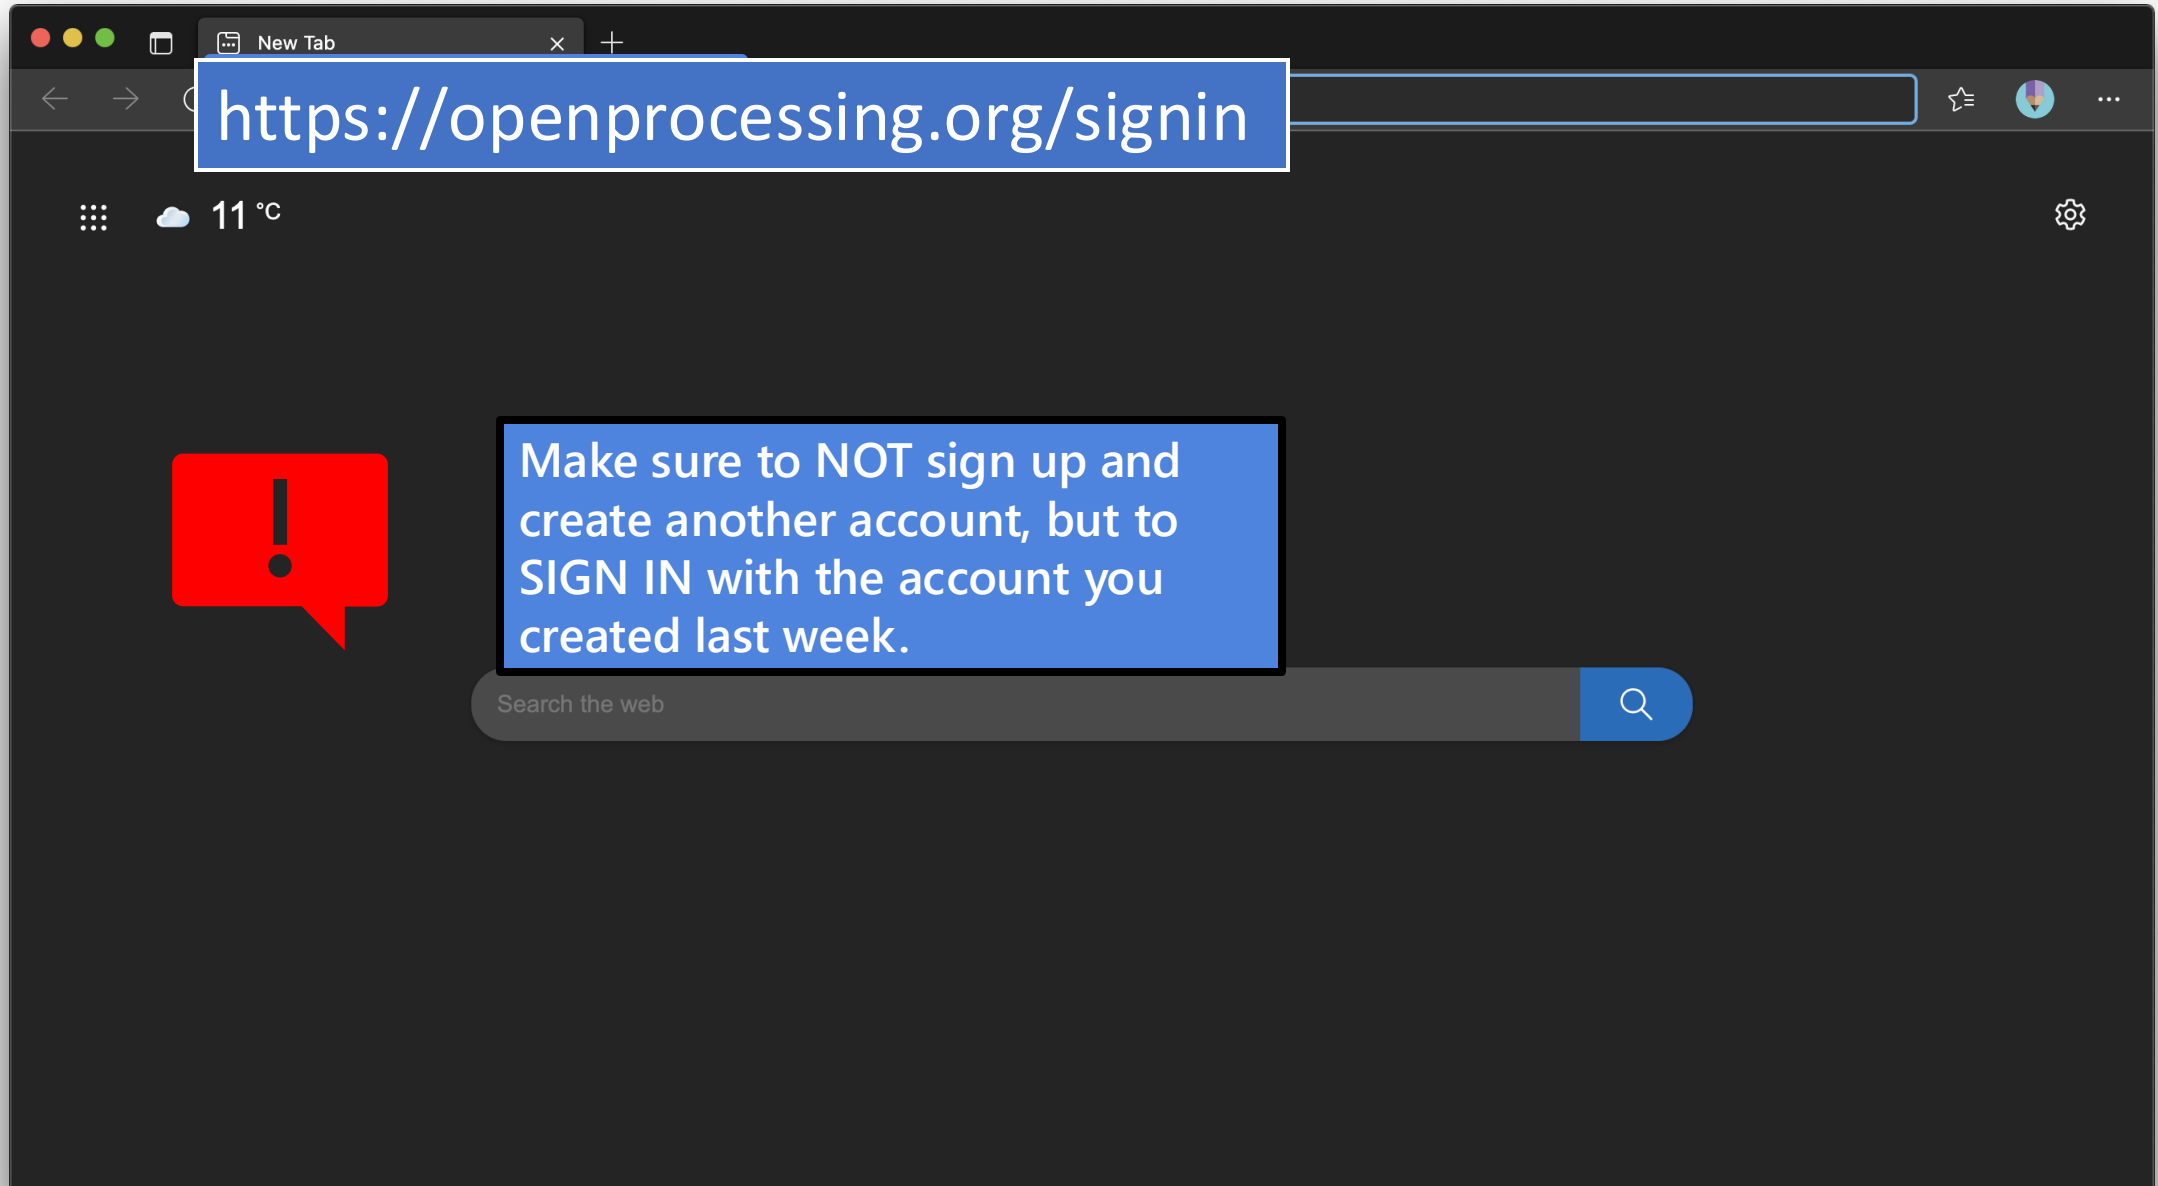 New Tab
https://openprocessing.org/signin
11 °C
Make sure to NOT sign up and
create another account, but to
SIGN IN with the account you
created last week.
Search the web